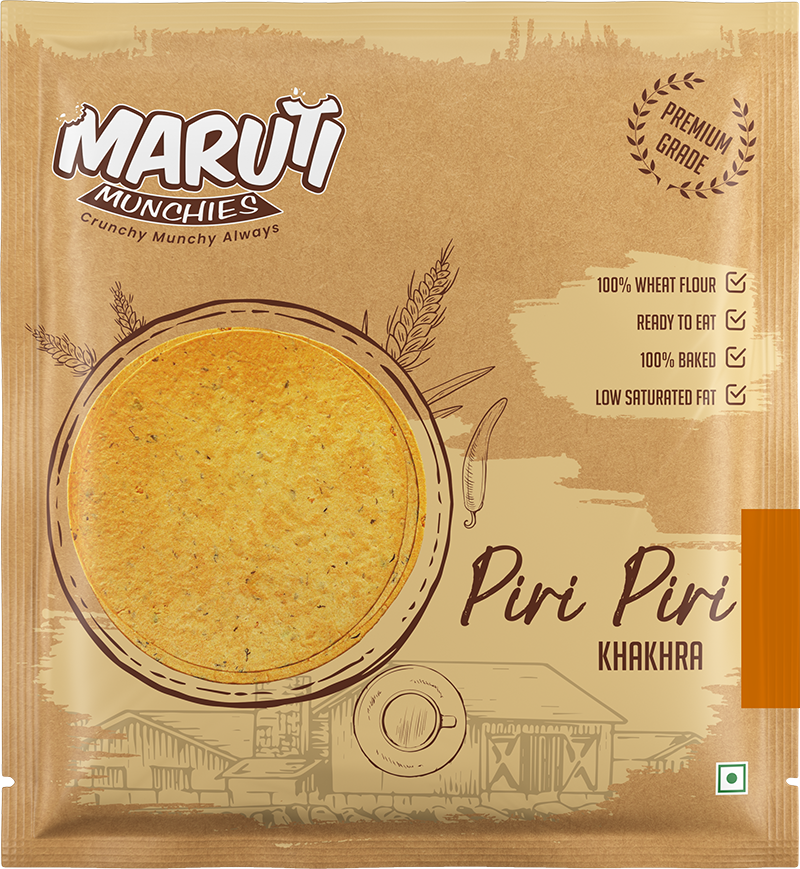 MARUTI
MUNCHIES
Crunchy Munchy Always
PREMIUM
GRADE
100% WHEAT FLOUR
READY TO EAT
100% BAKED
LOW SATURATED FAT
Piri Piri
KHAKHRA